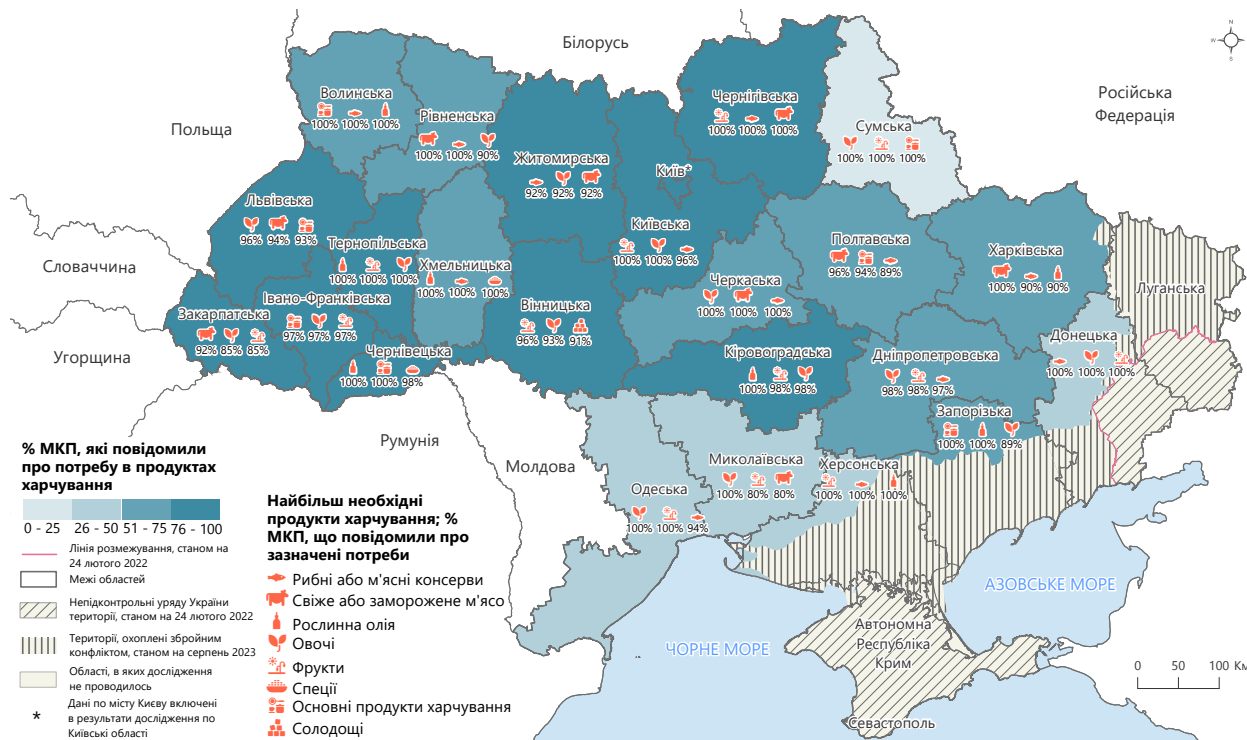 Білорусь
Польща
Словаччина
Угорщина
Румунія
Молдова
Російська
Федерація
N
W
E
S
Волинська
100% 100% 100%
Рівненська
100% 100% 90%
Житомирська
92% 92% 92%
Київ*
Київська
100% 100% 96%
Чернігівська
100% 100% 100%
Сумська
100% 100% 100%
Львівська
96% 94% 93%
Тернопільська
100% 100% 100%
Хмельницька
100% 100% 100%
Вінницька
96% 93% 91%
Черкаська
100% 100% 100%
Полтавська
96% 94% 89%
Харківська
100% 90% 90%
Луганська
Закарпатська
92% 85% 85%
Івано-Франківська
97% 97% 97%
Чернівецька
100% 100% 98%
Кіровоградська
100% 98% 98%
Дніпропетровська
98% 98% 97%
Донецька
100% 100% 100%
Запорізька
100% 100% 89%
Одеська
100% 100% 94%
Миколаївська
100% 80% 80%
Херсонська
100% 100% 100%
ЧОРНЕ МОРЕ
АЗОВСЬКЕ МОРЕ
Автономна
Республіка
Крим
Севастополь
0 50 100 Км
% МКП, які повідомили
про потребу в продуктах
харчування
0 - 25 26 - 50 51 - 75 76 - 100
Лінія розмежування, станом на
24 лютого 2022
Межі областей
Непідконтрольні уряду України
території, станом на 24 лютого 2022
Території, охоплені збройним
конфліктом, станом на серпень 2023
Області, в яких дослідження
не проводилось
* Дані по місту Києву включені
в результати дослідження по
Київські області
Найбільш необхідні
продукти харчування; %
МКП, що повідомили про
зазначені потреби
Рибні або м'ясні консерви
Свіже або заморожене м'ясо
Рослинна олія
Овочі
Фрукти
Спеції
Основні продукти харчування
Солодощі